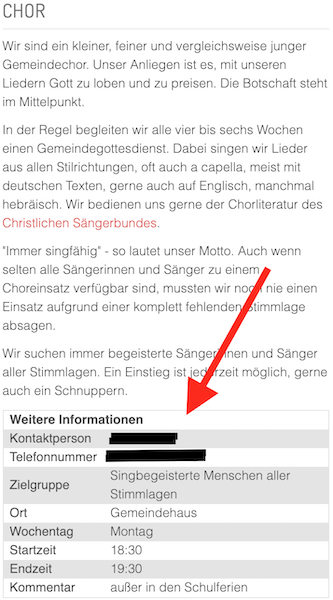 CHOR
Wir sind ein kleiner, feiner und vergleichsweise junger
Gemeindechor. Unser Anliegen ist es, mit unseren
Liedern Gott zu loben und zu preisen. Die Botschaft steht
im Mittelpunkt.
In der Regel begleiten wir alle vier bis sechs Wochen
einen Gemeindegottesdienst. Dabei singen wir Lieder
aus allen Stilrichtungen, oft auch a capella, meist mit
deutschen Texten, gerne auch auf Englisch, manchmal
hebräisch. Wir bedienen uns gerne der Chorliteratur des
Christlichen Sängerbundes.
"Immer singfähig" - so lautet unser Motto. Auch wenn
selten alle Sängerinnen und Sänger zu einem
Choreinsatz verfügbar sind, mussten wir noch nie einen
Einsatz aufgrund einer komplett fehlenden Stimmlage
absagen.
Wir suchen immer begeisterte Sängerinnen und Sänger
aller Stimmlagen. Ein Einstieg ist jederzeit möglich, gerne
auch ein Schnuppern.
Weitere Informationen
Kontaktperson
Telefonnummer
Zielgruppe Singbegeisterte Menschen aller
Stimmlagen
Ort Gemeindehaus
Wochentag Montag
Startzeit 18:30
Endzeit 19:30
Kommentar außer in den Schulferien